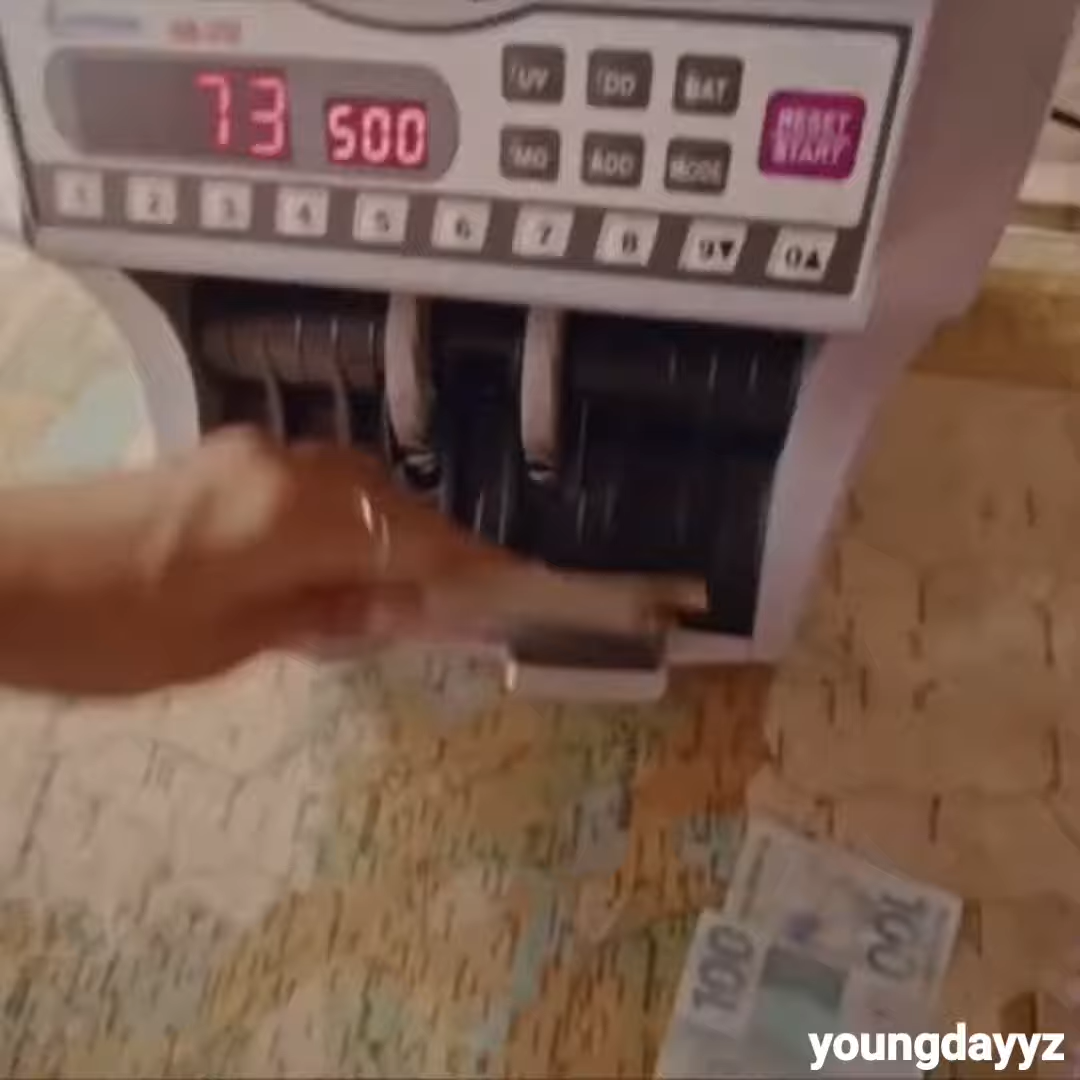 73 500
UV DD BAT
MG ADD MODE
RESET
START
1 2 3 4 5 6 7 8 9▼ 0▲
100
100
youngdayyz